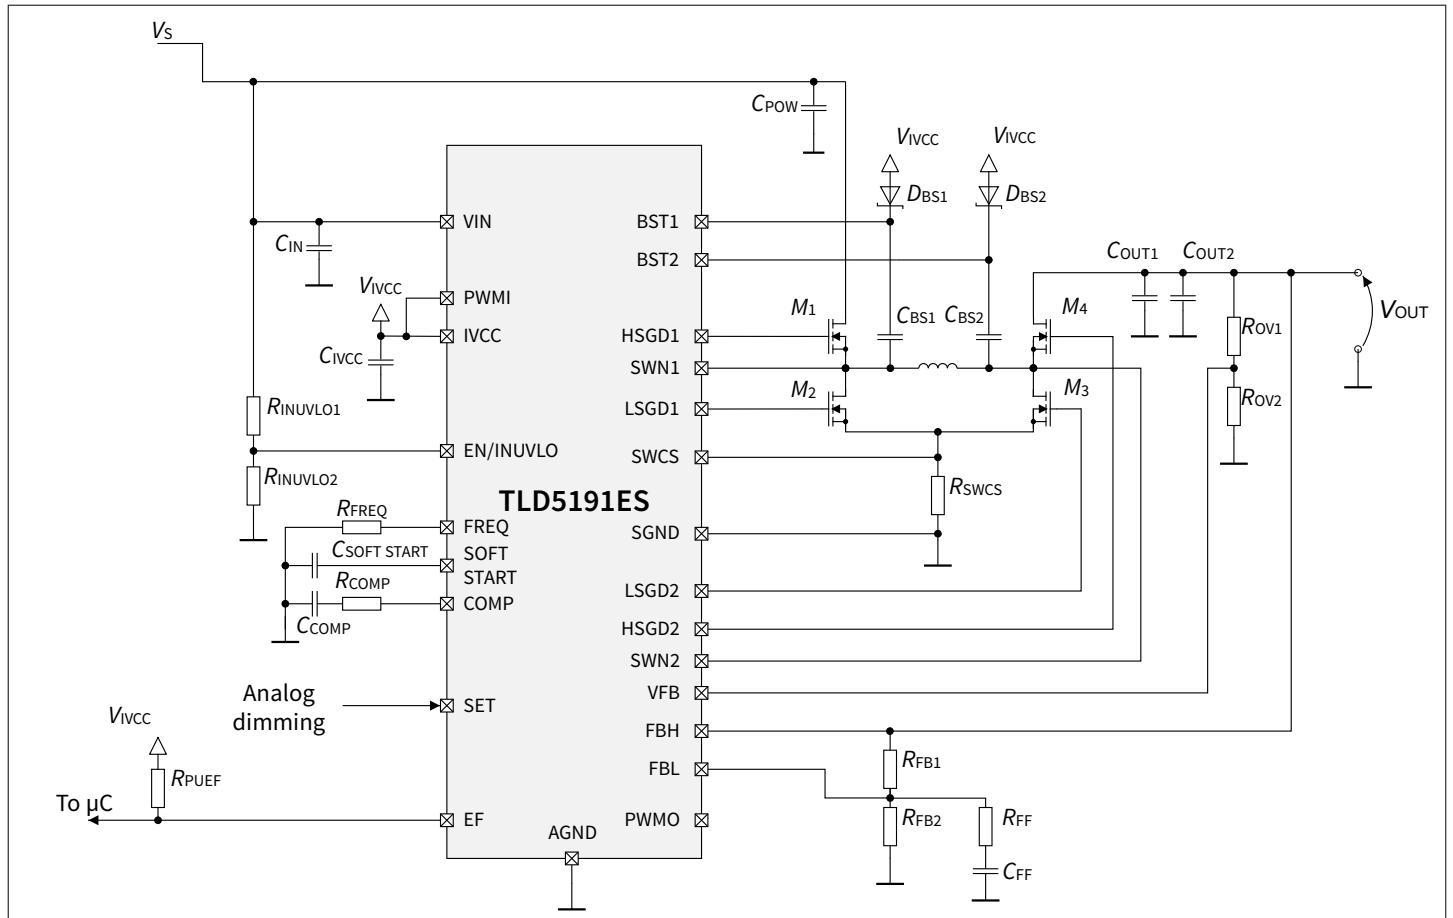 VS
CPOW
VIVCC
VIVCC
DBS1
DBS2
VIN
BST1
CIN
BST2
COUT1
COUT2
VIVCC
PWMI
M1
CBS1
CBS2
M4
VOUT
IVCC
HSGD1
ROV1
CIVCC
SWN1
M2
M3
RINUVLO1
LSGD1
ROV2
EN/INUVLO
SWCS
RINUVLO2
RSWCS
TLD5191ES
RFREQ
FREQ
SGND
CSOFT START
SOFT
START
RCOMP
LSGD2
COMP
CCOMP
HSGD2
SWN2
Analog
dimming
SET
VFB
VIVCC
FBH
RFB1
RPUEF
FBL
To μC
EF
AGND
PWMO
RFB2
RFF
CFF